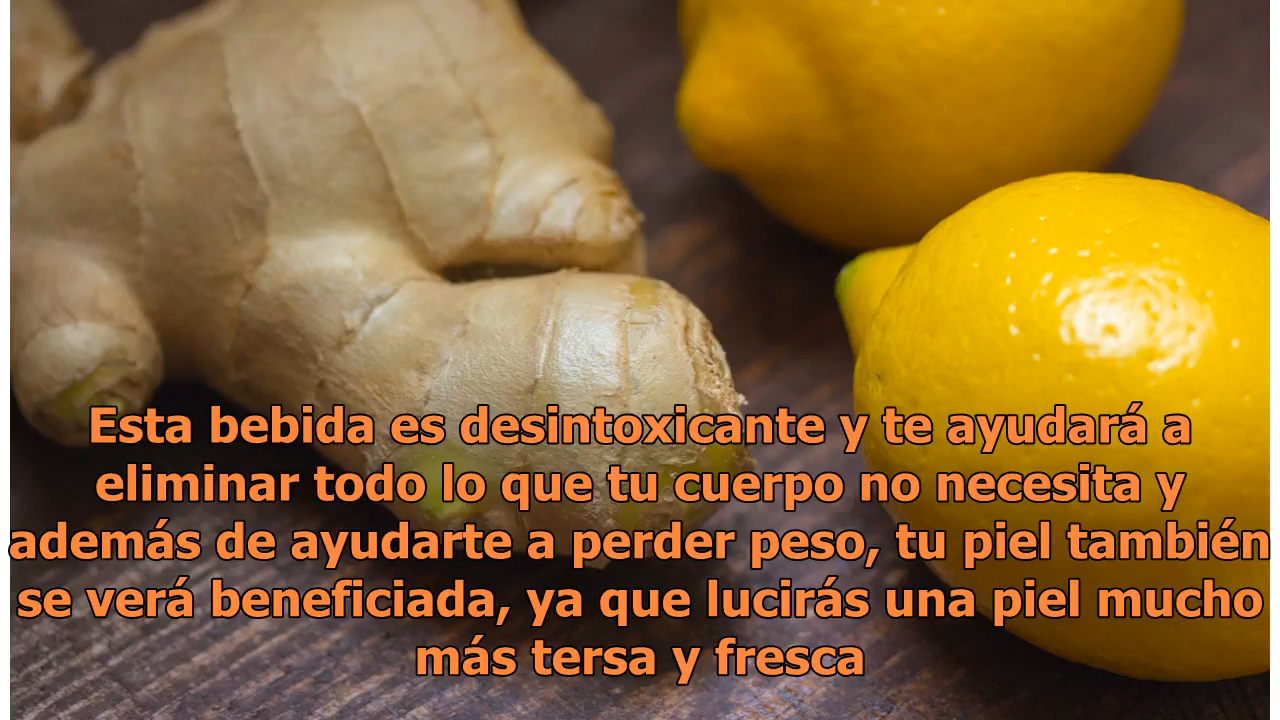 Esta bebida es desintoxicante y te ayudará a
eliminar todo lo que tu cuerpo no necesita y
además de ayudarte a perder peso, tu piel también
se verá beneficiada, ya que lucirás una piel mucho
más tersa y fresca